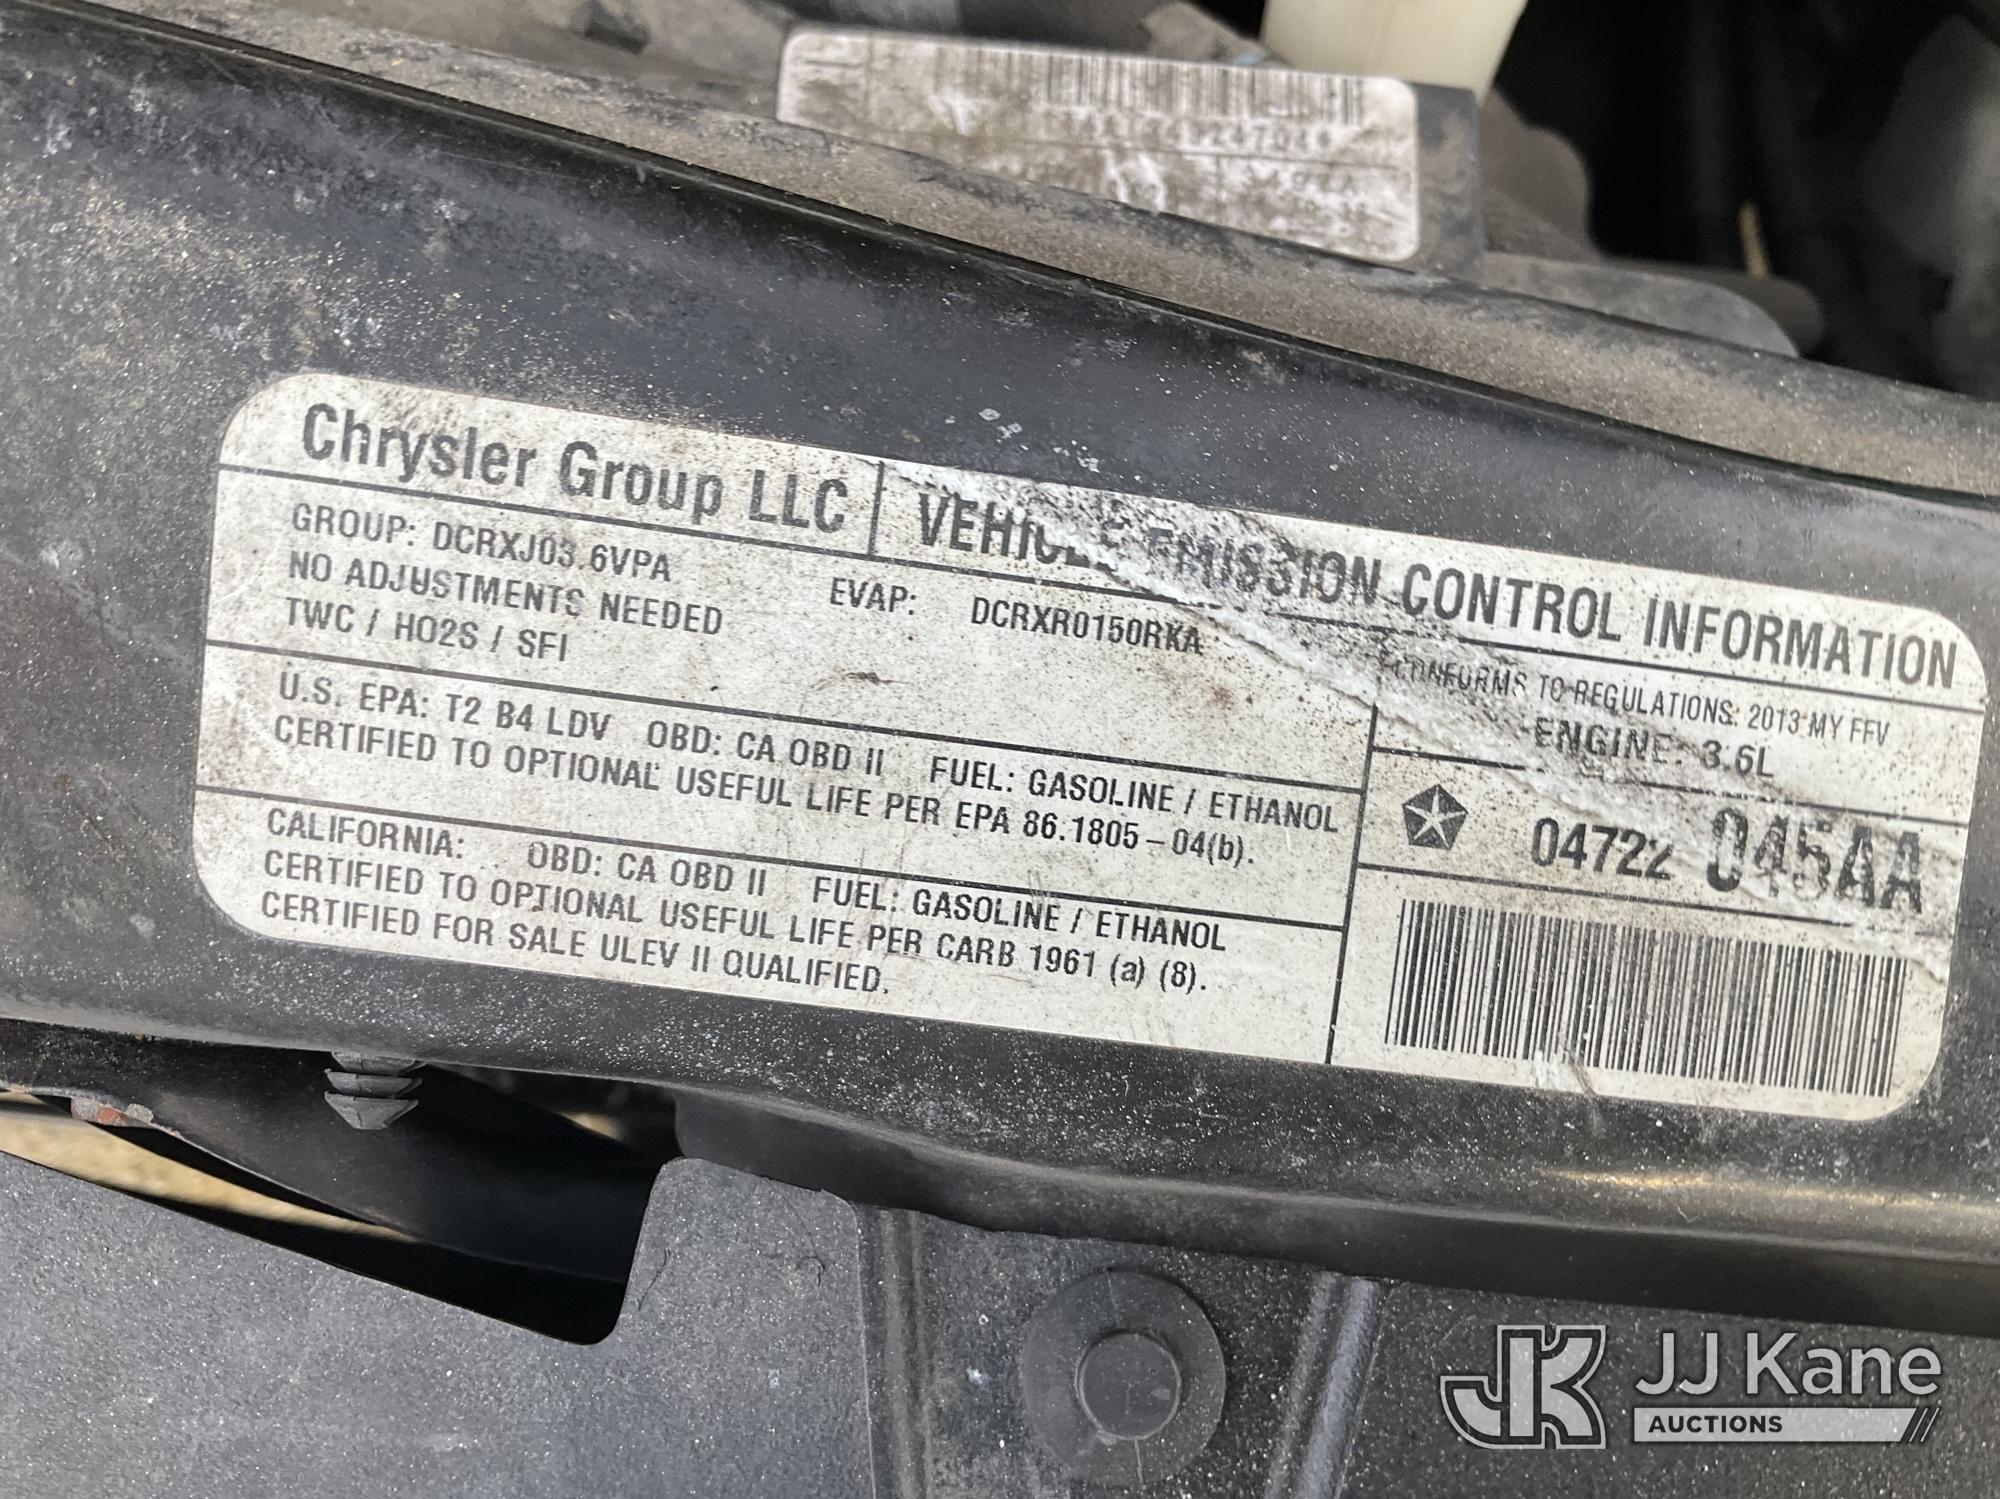 Chrysler Group LLC
VEHICLE EMISSION CONTROL INFORMATION
GROUP: DCRXJ03.6VPA
EVAP: DCRXR0150RKA
NO ADJUSTMENTS NEEDED
TWC / HO2S / SFI
CONFORMS TO REGULATIONS: 2013 MY FFV
ENGINE: 3.6L
U.S. EPA: T2 B4 LDV OBD: CA OBD II FUEL: GASOLINE / ETHANOL
CERTIFIED TO OPTIONAL USEFUL LIFE PER EPA 86.1805-04(b).
04722 045AA
CALIFORNIA: OBD: CA OBD II FUEL: GASOLINE / ETHANOL
CERTIFIED TO OPTIONAL USEFUL LIFE PER CARB 1961 (a) (8).
CERTIFIED FOR SALE ULEV II QUALIFIED.
JK JJ Kane
AUCTIONS